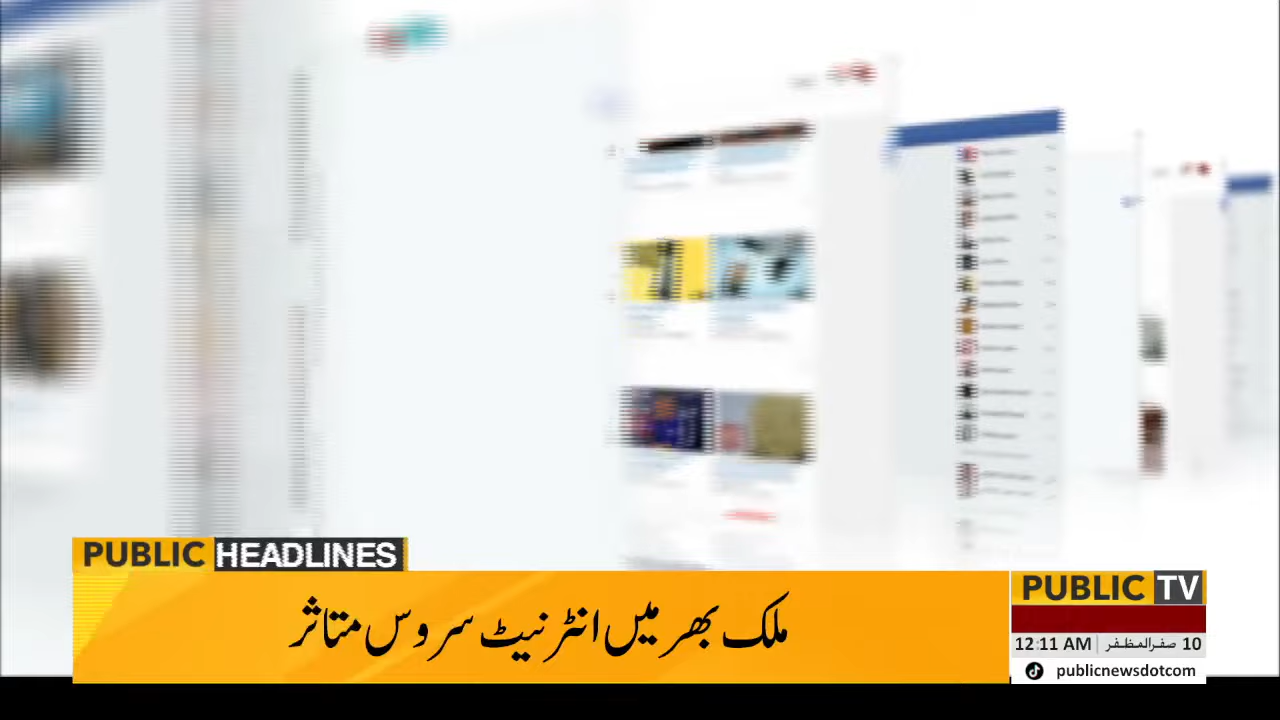 PUBLIC HEADLINES
ملک بھر میں انٹرنیٹ سروس متاثر
PUBLIC TV
12:11 AM | 10 صفرالمظفر
publicnewsdotcom